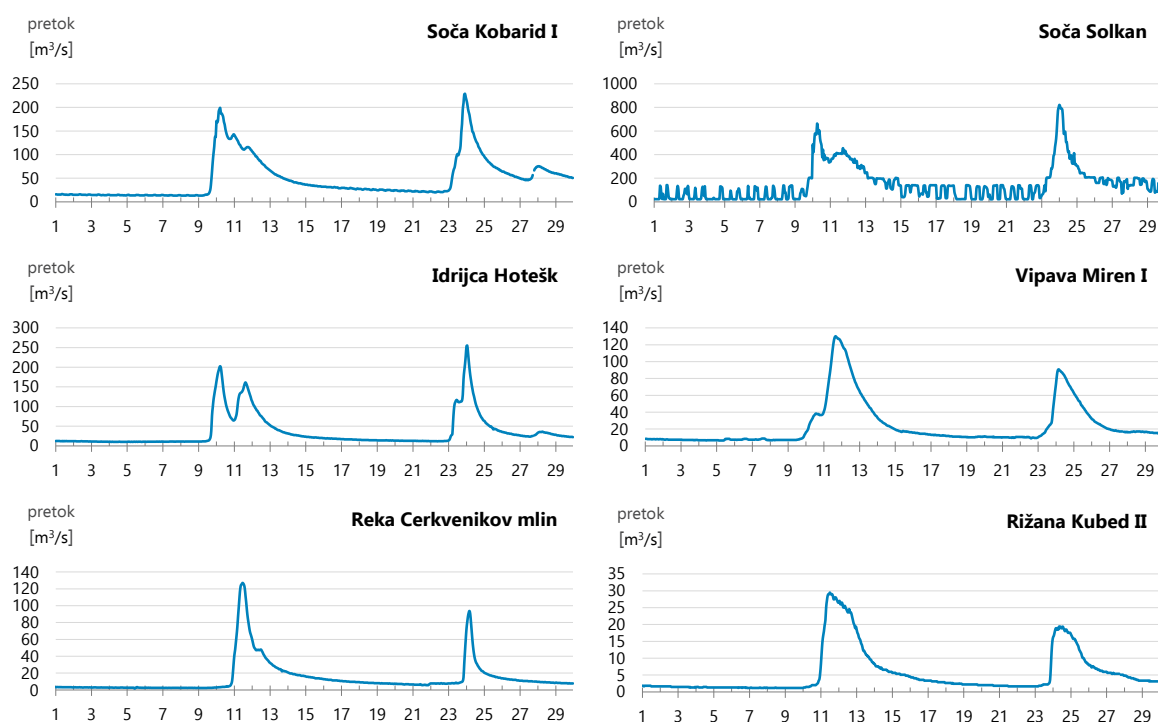 pretok
[m³/s]
Soča Kobarid I
250
200
150
100
50
0
1 3 5 7 9 11 13 15 17 19 21 23 25 27 29
pretok
[m³/s]
Soča Solkan
1000
800
600
400
200
0
1 3 5 7 9 11 13 15 17 19 21 23 25 27 29
pretok
[m³/s]
Idrijca Hotešk
300
250
200
150
100
50
0
1 3 5 7 9 11 13 15 17 19 21 23 25 27 29
pretok
[m³/s]
Vipava Miren I
140
120
100
80
60
40
20
0
1 3 5 7 9 11 13 15 17 19 21 23 25 27 29
pretok
[m³/s]
Reka Cerkvenikov mlin
140
120
100
80
60
40
20
0
1 3 5 7 9 11 13 15 17 19 21 23 25 27 29
pretok
[m³/s]
Rižana Kubed II
35
30
25
20
15
10
5
0
1 3 5 7 9 11 13 15 17 19 21 23 25 27 29